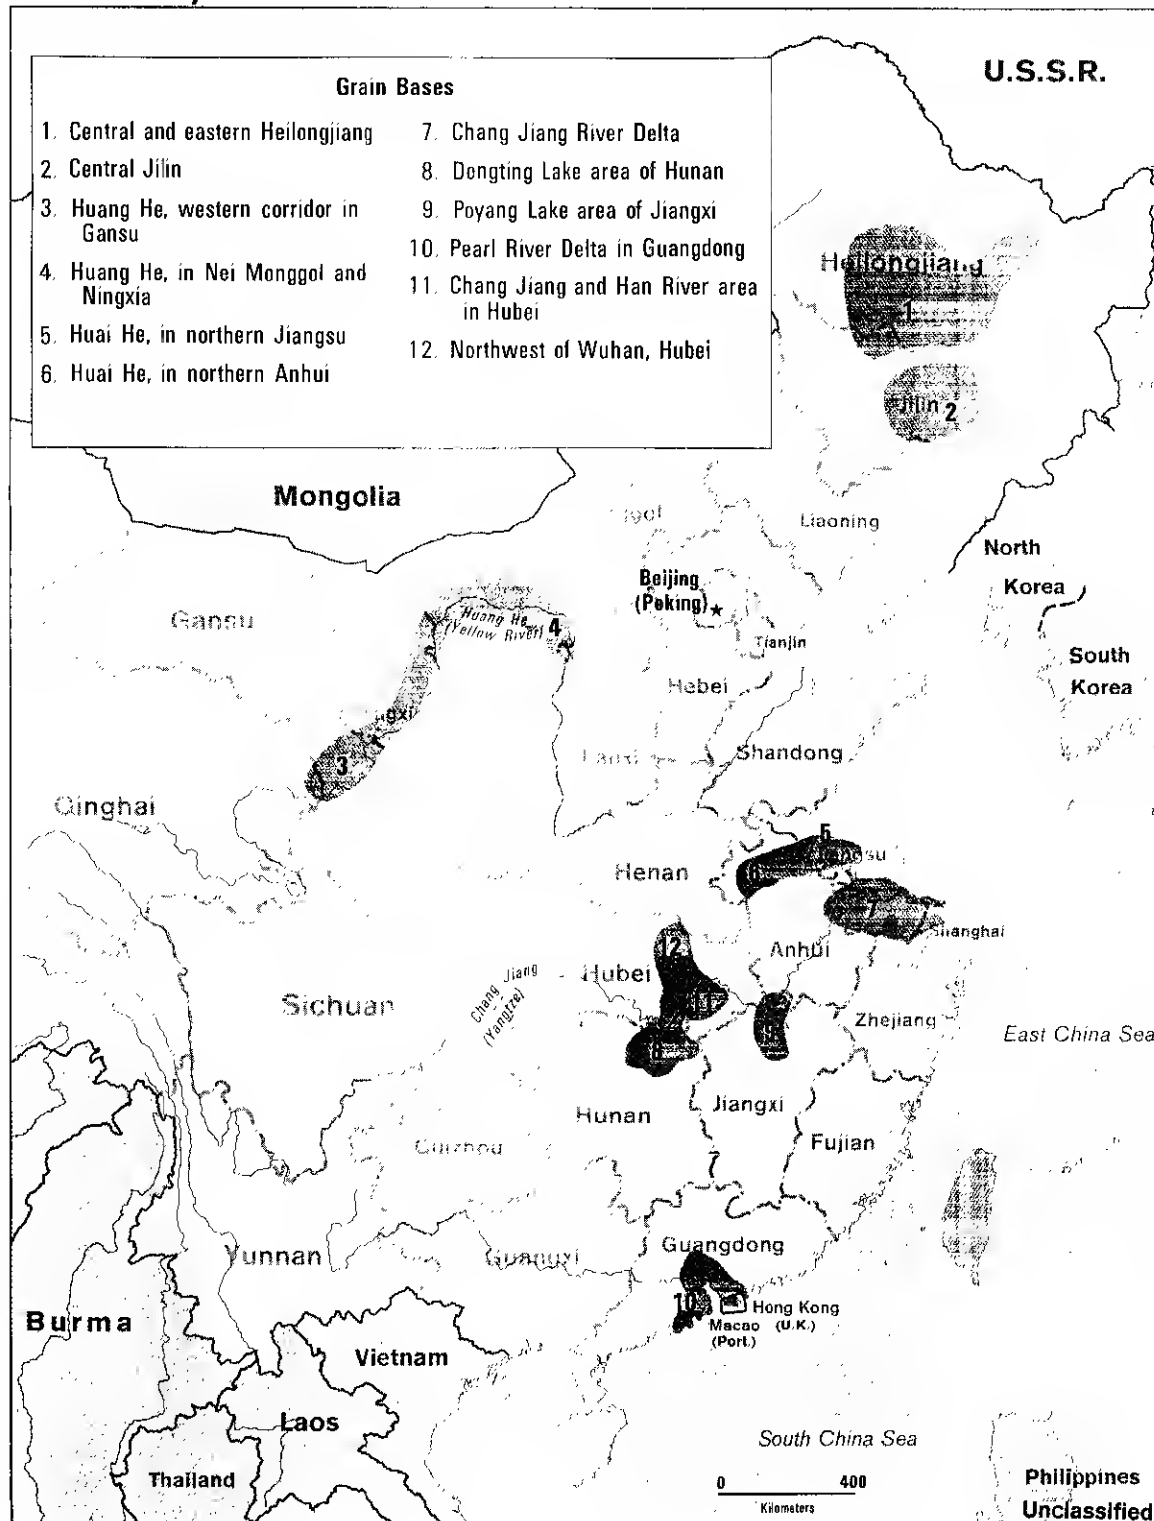 Grain Bases
1. Central and eastern Heilongjiang
2. Central Jilin
3. Huang He, western corridor in
Gansu
4. Huang He, in Nei Monggol and
Ningxia
5. Huai He, in northern Jiangsu
6. Huai He, in northern Anhui
7. Chang Jiang River Delta
8. Dongting Lake area of Hunan
9. Poyang Lake area of Jiangxi
10. Pearl River Delta in Guangdong
11. Chang Jiang and Han River area
in Hubei
12. Northwest of Wuhan, Hubei
U.S.S.R.
Heilongjiang
1
Jilin 2
Mongolia
Liaoning
North
Korea
Beijing
(Peking)
Tianjin
Gansu
Huang He
(Yellow River)
4
South
Korea
Hebei
3
Shandong
Qinghai
5
Henan
6
7
Shanghai
12
Anhui
Hubei
11
Sichuan
Chang Jiang
(Yangtze)
Zhejiang
East China Sea
8
9
Hunan
Jiangxi
Fujian
Guizhou
Yunnan
Guangxi
Guangdong
10
Hong Kong
(U.K.)
Macao
(Port.)
Burma
Vietnam
Laos
Thailand
South China Sea
0 400
Kilometers
Philippines
Unclassified